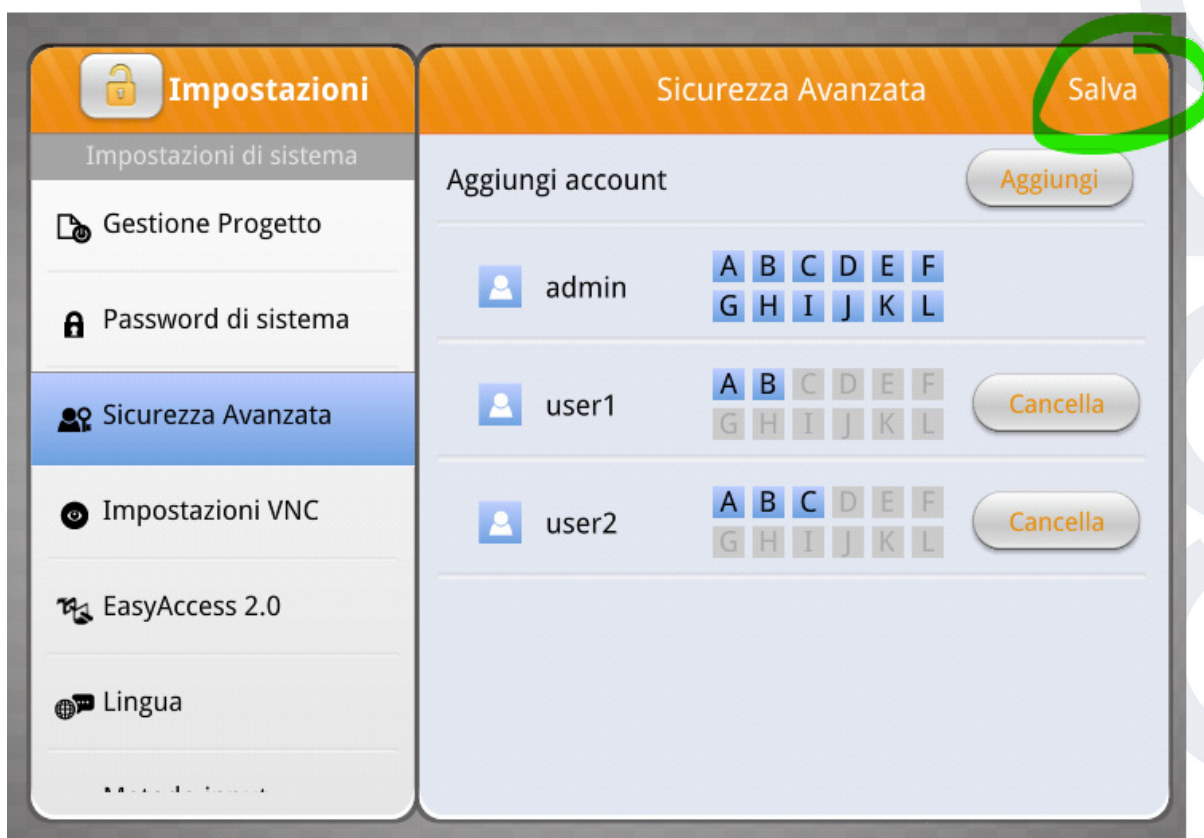 Impostazioni
Impostazioni di sistema
Gestione Progetto
Password di sistema
Sicurezza Avanzata
Impostazioni VNC
EasyAccess 2.0
Lingua
Sicurezza Avanzata Salva
Aggiungi account Aggiungi
admin A B C D E F
G H I J K L
user1 A B C D E F Cancella
G H I J K L
user2 A B C D E F Cancella
G H I J K L